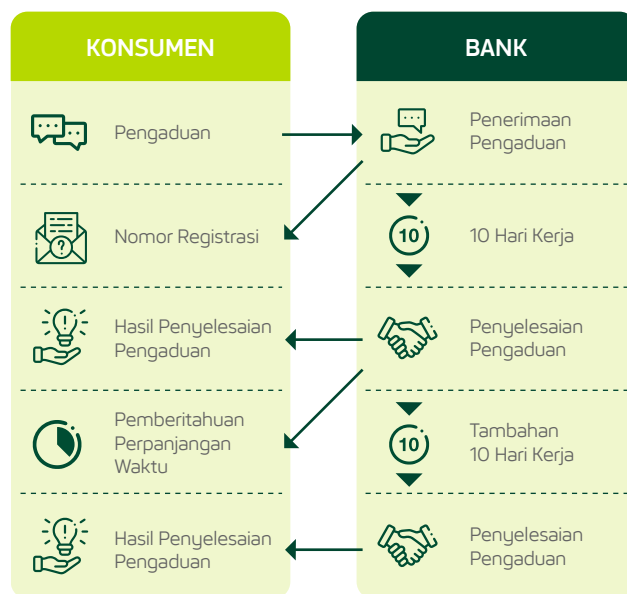 KONSUMEN
Pengaduan
Nomor Registrasi
Hasil Penyelesaian
Pengaduan
Pemberitahuan
Perpanjangan
Waktu
Hasil Penyelesaian
Pengaduan
BANK
Penerimaan
Pengaduan
10
10 Hari Kerja
Penyelesaian
Pengaduan
10
Tambahan
10 Hari Kerja
Penyelesaian
Pengaduan